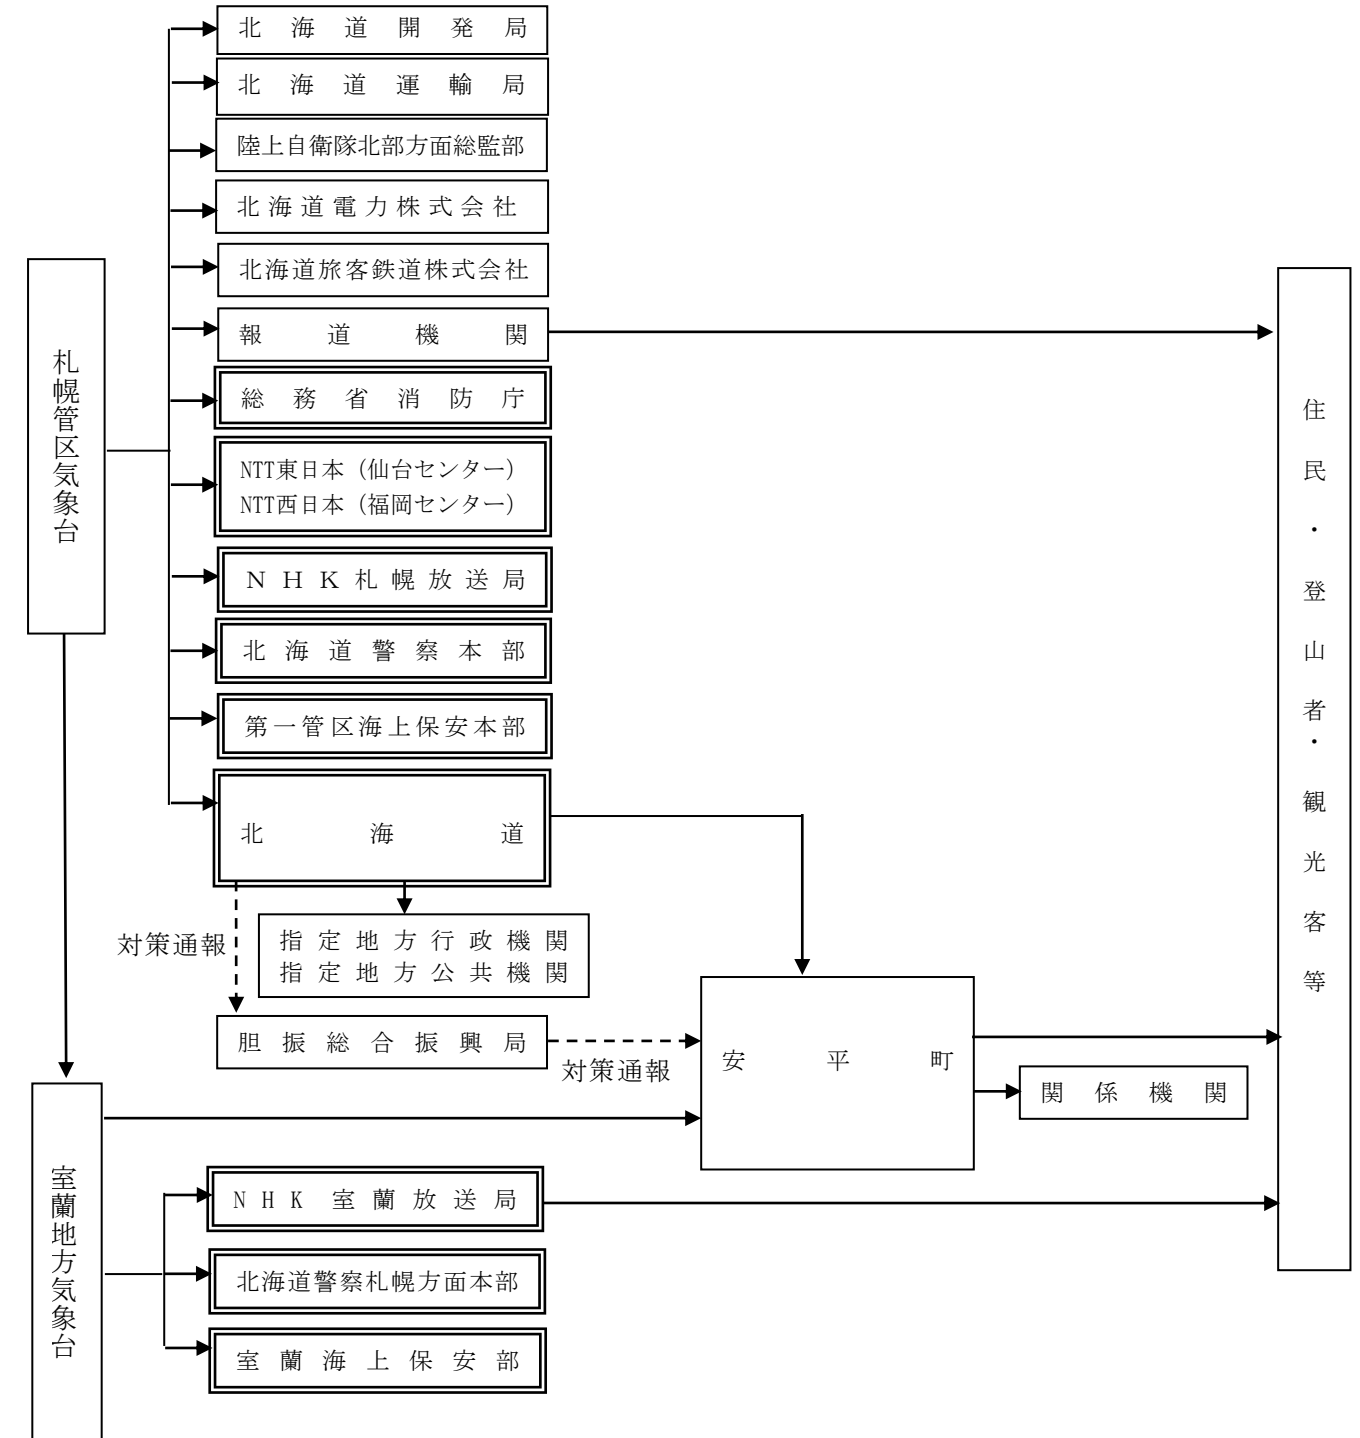 北海道開発局
北海道運輸局
陸上自衛隊北部方面総監部
北海道電力株式会社
北海道旅客鉄道株式会社
報道機関
総務省消防庁
NTT東日本（仙台センター）
NTT西日本（福岡センター）
ＮＨＫ札幌放送局
北海道警察本部
第一管区海上保安本部
北海道
札幌管区気象台
対策通報
指定地方行政機関
指定地方公共機関
胆振総合振興局
対策通報
安平町
関係機関
住民・登山者・観光客等
室蘭地方気象台
NHK室蘭放送局
北海道警察札幌方面本部
室蘭海上保安部